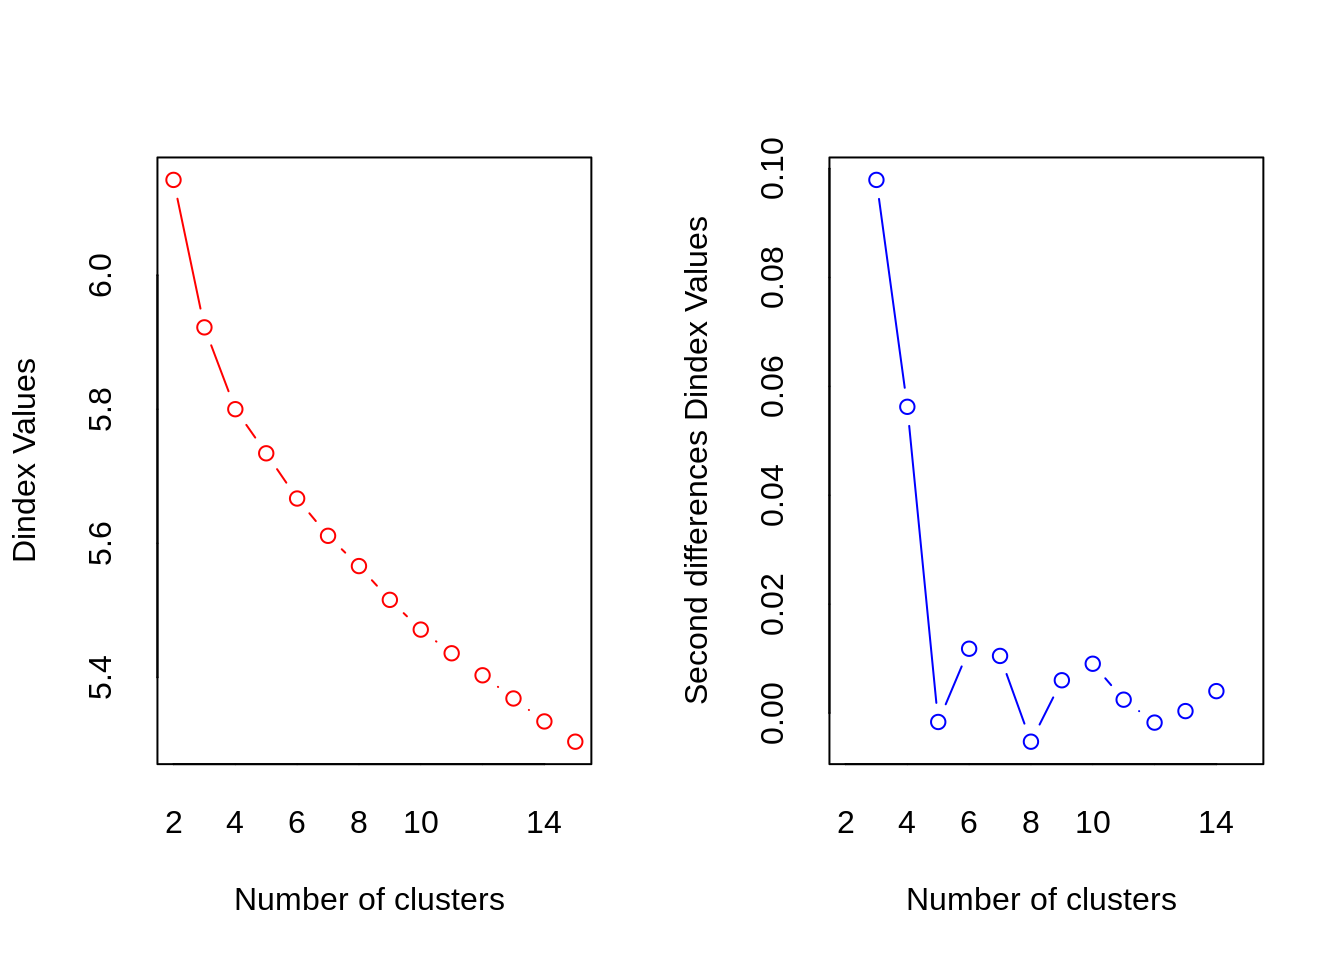 Dindex Values
6.0
5.8
5.6
5.4
2 4 6 8 10 14
Number of clusters
Second differences Dindex Values
0.10
0.08
0.06
0.04
0.02
0.00
2 4 6 8 10 14
Number of clusters